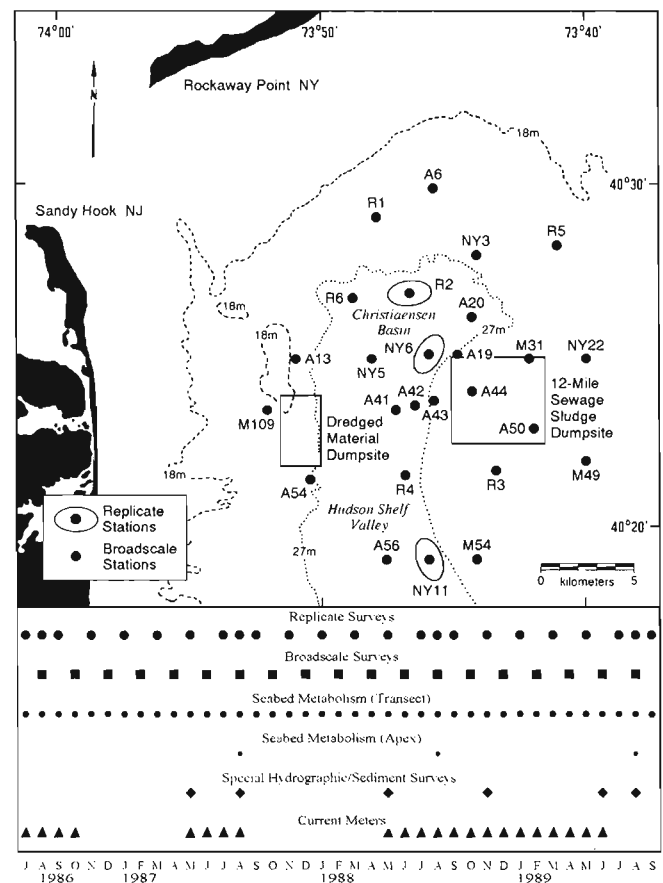 74°00'
73°50'
73°40'
Rockaway Point NY
N
18m
A6
40°30'
Sandy Hook NJ
R1
R5
NY3
R2
18m
R6
Christiaensen
Basin
A20
27m
18m
NY6
A13
NY5
A19
M31
NY22
A44
12-Mile
Sewage
Sludge
Dumpsite
A42
A41
A43
M109
Dredged
Material
Dumpsite
A50
18m
A54
R4
R3
M49
Hudson Shelf
Valley
Replicate
Stations
40°20'
Broadscale
Stations
27m
A56
M54
NY11
0 5
kilometers
Replicate Surveys
Broadscale Surveys
Seabed Metabolism (Transect)
Seabed Metabolism (Apex)
Special Hydrographic/Sediment Surveys
Current Meters
J A S O N D J F M A M J J A S O N D J F M A M J J A S O N D J F M A M J J A S
1986 1987 1988 1989